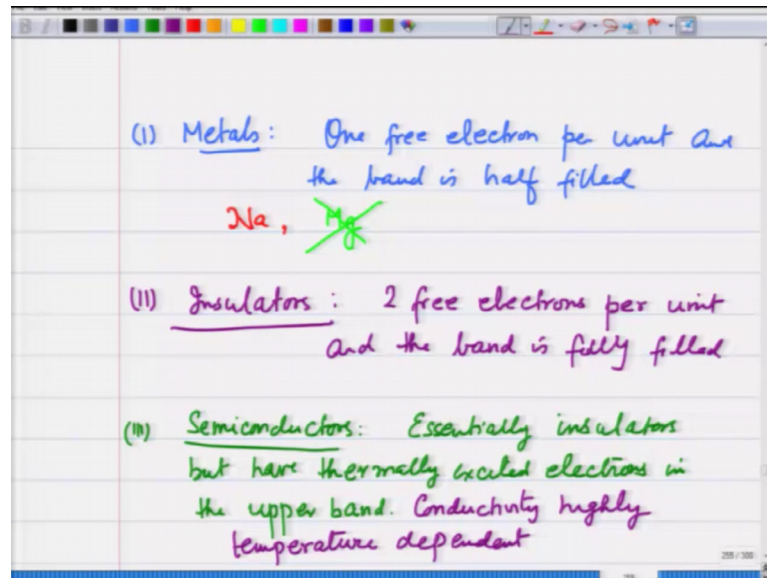 (I) Metals: One free electron per unit and
the band is half filled
Na, Mg
(II) Insulators: 2 free electrons per unit
and the band is fully filled
(III) Semiconductors: Essentially insulators
but have thermally excited electrons in
the upper band. Conductivity highly
temperature dependent
255 / 300